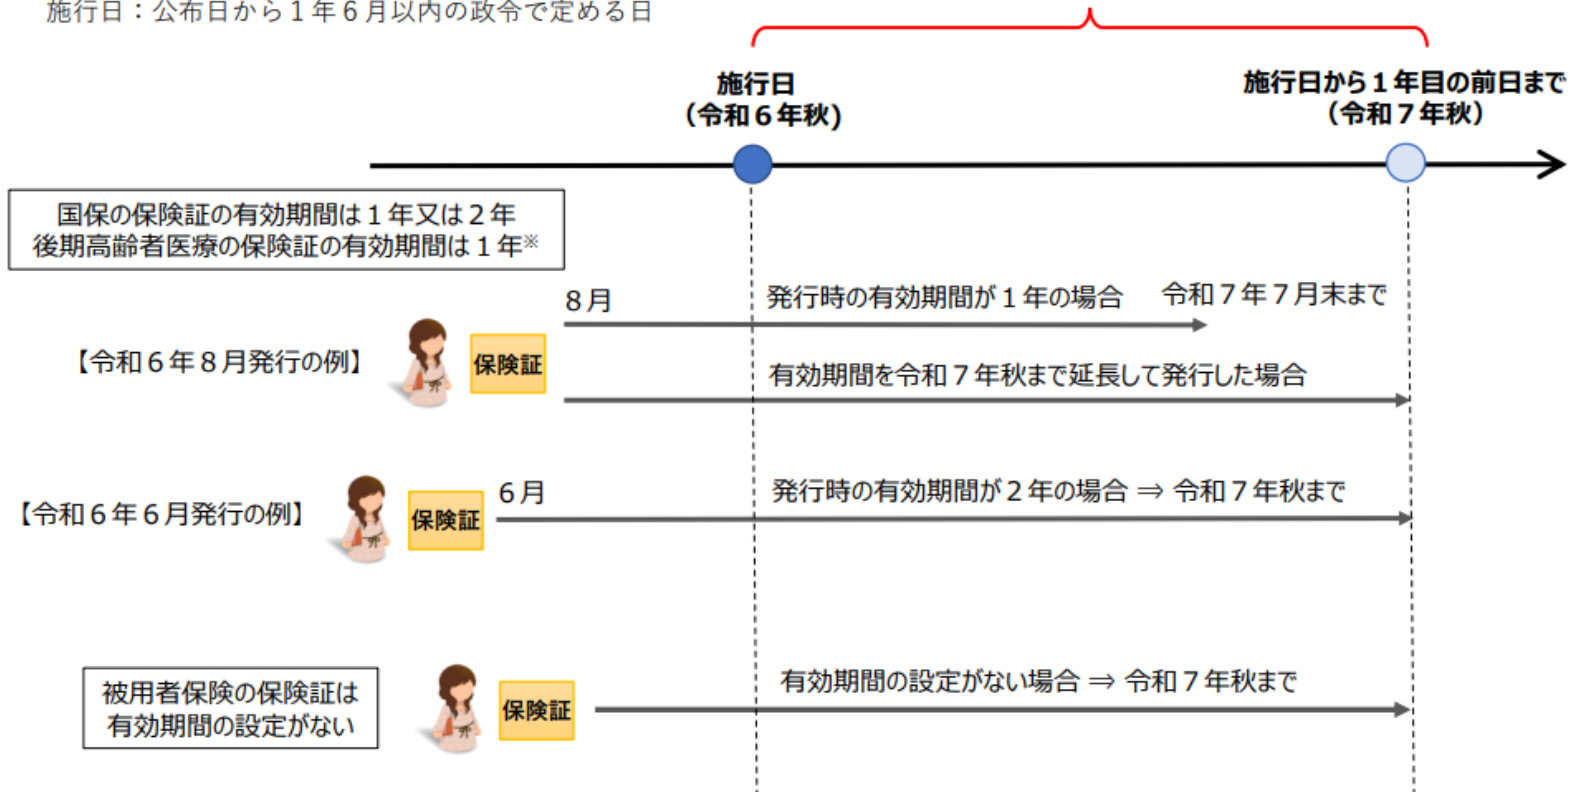 施行日：公布日から１年６月以内の政令で定める日
施行日
（令和６年秋）
施行日から１年目の前日まで
（令和７年秋）
国保の保険証の有効期間は１年又は２年
後期高齢者医療の保険証の有効期間は１年※
８月
発行時の有効期間が１年の場合
令和７年７月末まで
【令和６年８月発行の例】
保険証
有効期間を令和７年秋まで延長して発行した場合
６月
発行時の有効期間が２年の場合 ⇒ 令和７年秋まで
【令和６年６月発行の例】
保険証
被用者保険の保険証は
有効期間の設定がない
保険証
有効期間の設定がない場合 ⇒ 令和７年秋まで